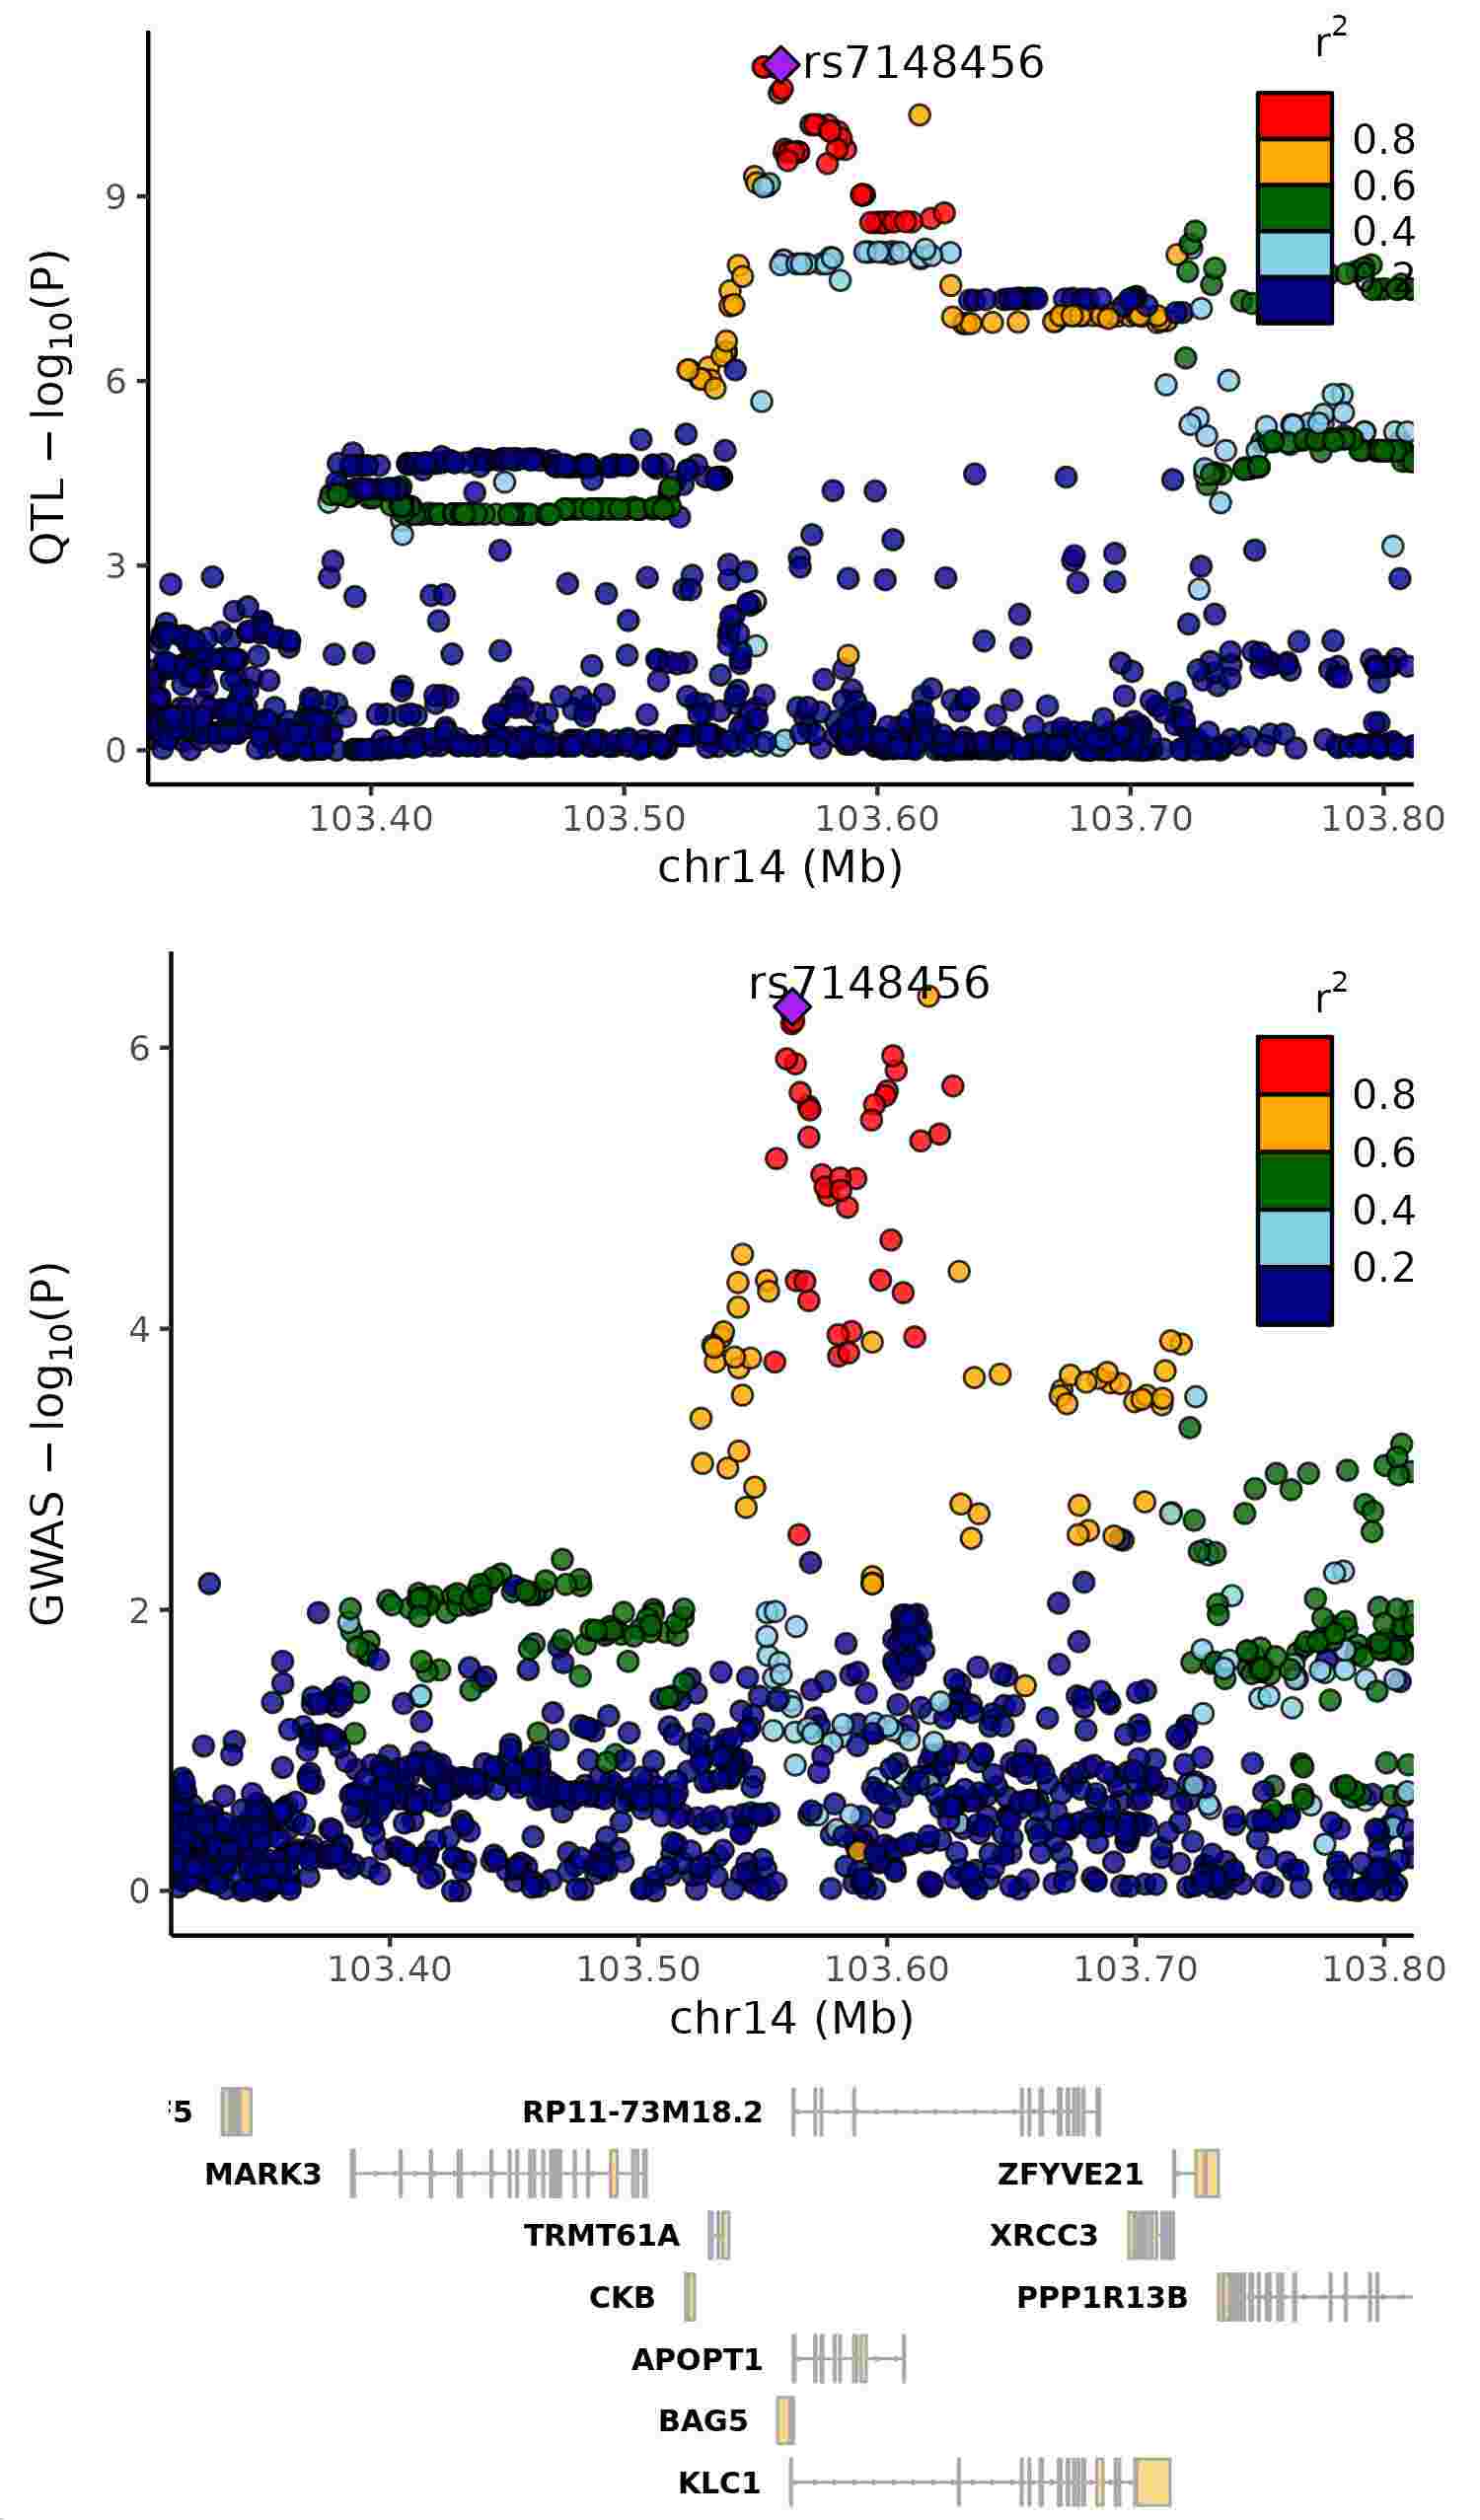 r²
rs7148456
0.8
0.6
0.4
9
6
3
0
QTL – log₁₀(P)
103.40 103.50 103.60 103.70 103.80
chr14 (Mb)
rs7148456
r²
0.8
0.6
0.4
0.2
6
4
2
0
GWAS – log₁₀(P)
103.40 103.50 103.60 103.70 103.80
chr14 (Mb)
5 RP11-73M18.2
MARK3 ZFYVE21
TRMT61A XRCC3
CKB PPP1R13B
APOPT1
BAG5
KLC1